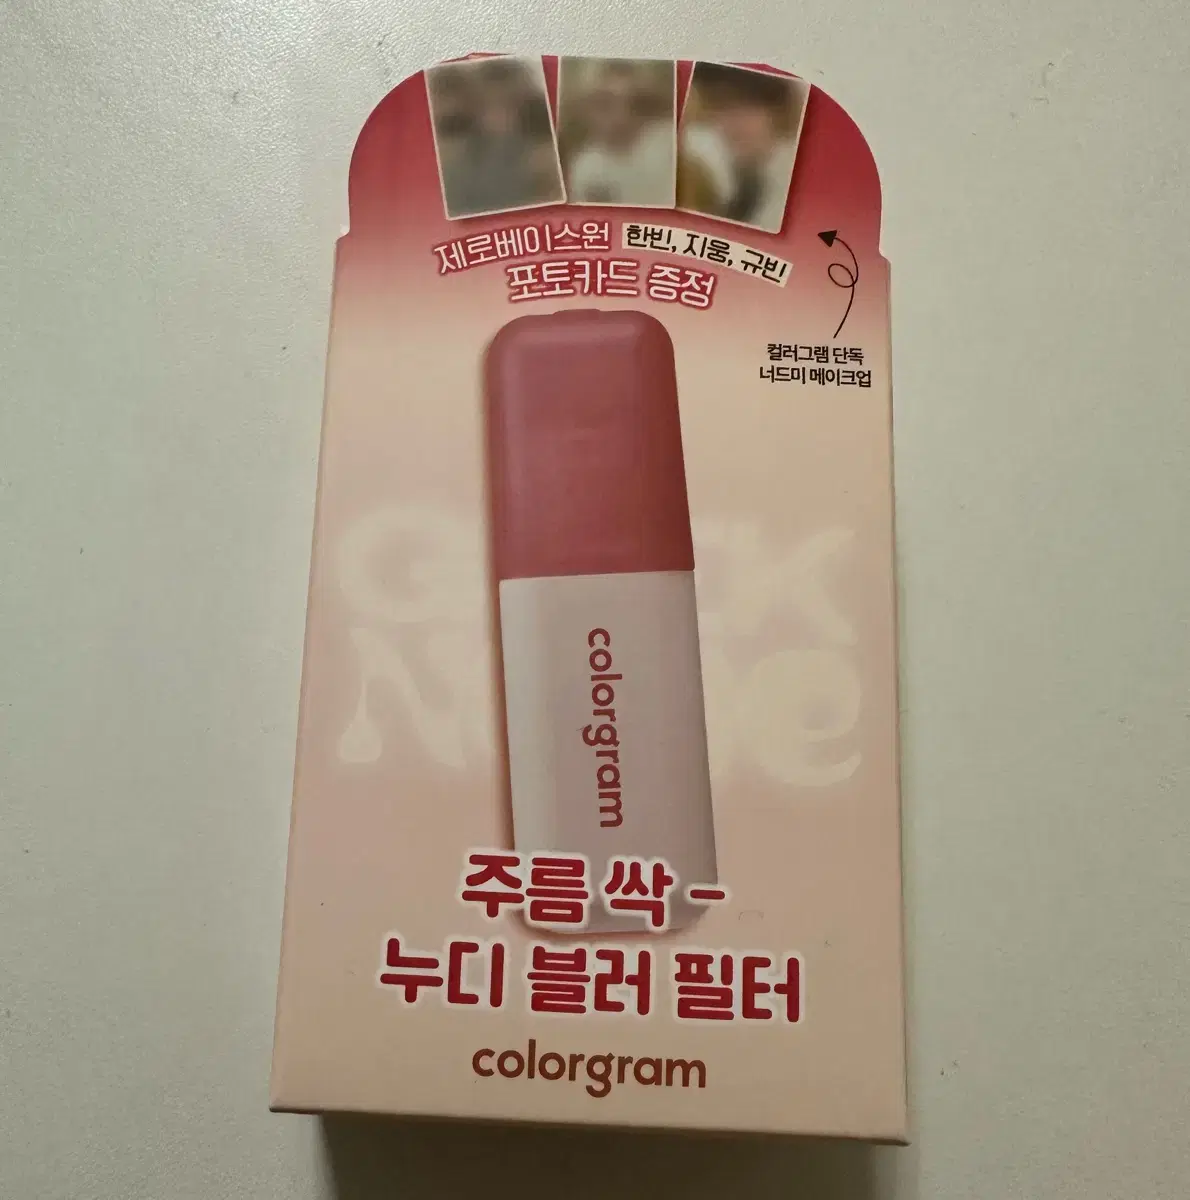 제로베이스원 한빈, 지웅, 규빈
포토카드 증정
컬러그램 단독
너드미 메이크업
colorgram
주름 싹 -
누디 블러 필터
colorgram